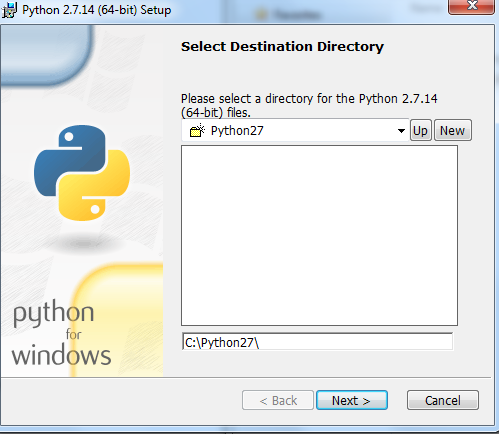 Python 2.7.14 (64-bit) Setup
Select Destination Directory
Please select a directory for the Python 2.7.14
(64-bit) files.
Python27
Up
New
C:\Python27\
python
for
windows
< Back
Next >
Cancel